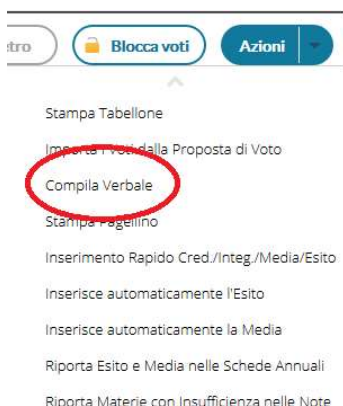 etro Blocca voti Azioni
Stampa Tabellone
Importa i voti dalla Proposta di Voto
Compila Verbale
Stampa Pagellino
Inserimento Rapido Cred./Integ./Media/Esito
Inserisce automaticamente l'Esito
Inserisce automaticamente la Media
Riporta Esito e Media nelle Schede Annuali
Riporta Materie con Insufficienza nelle Note